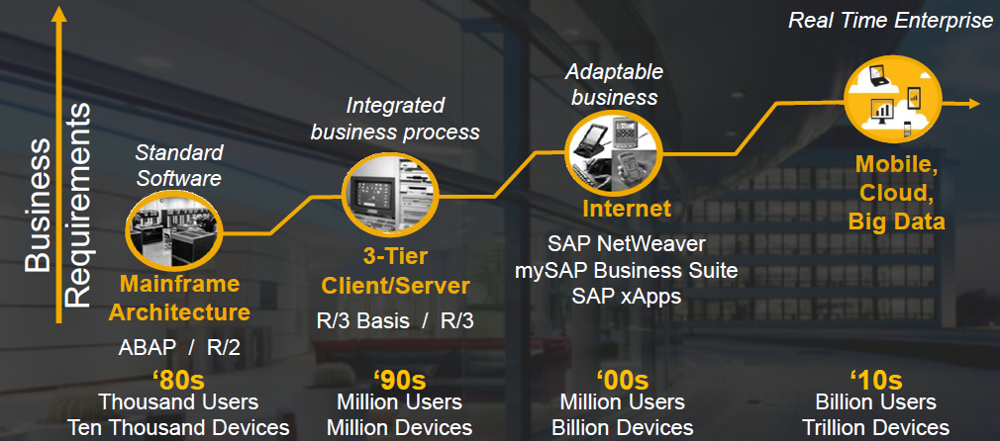 Business
Requirements
Standard
Software
Mainframe
Architecture
ABAP / R/2
‘80s
Thousand Users
Ten Thousand Devices
Integrated
business process
3-Tier
Client/Server
R/3 Basis / R/3
‘90s
Million Users
Million Devices
Adaptable
business
Internet
SAP NetWeaver
mySAP Business Suite
SAP xApps
‘00s
Million Users
Billion Devices
Real Time Enterprise
Mobile,
Cloud,
Big Data
‘10s
Billion Users
Trillion Devices